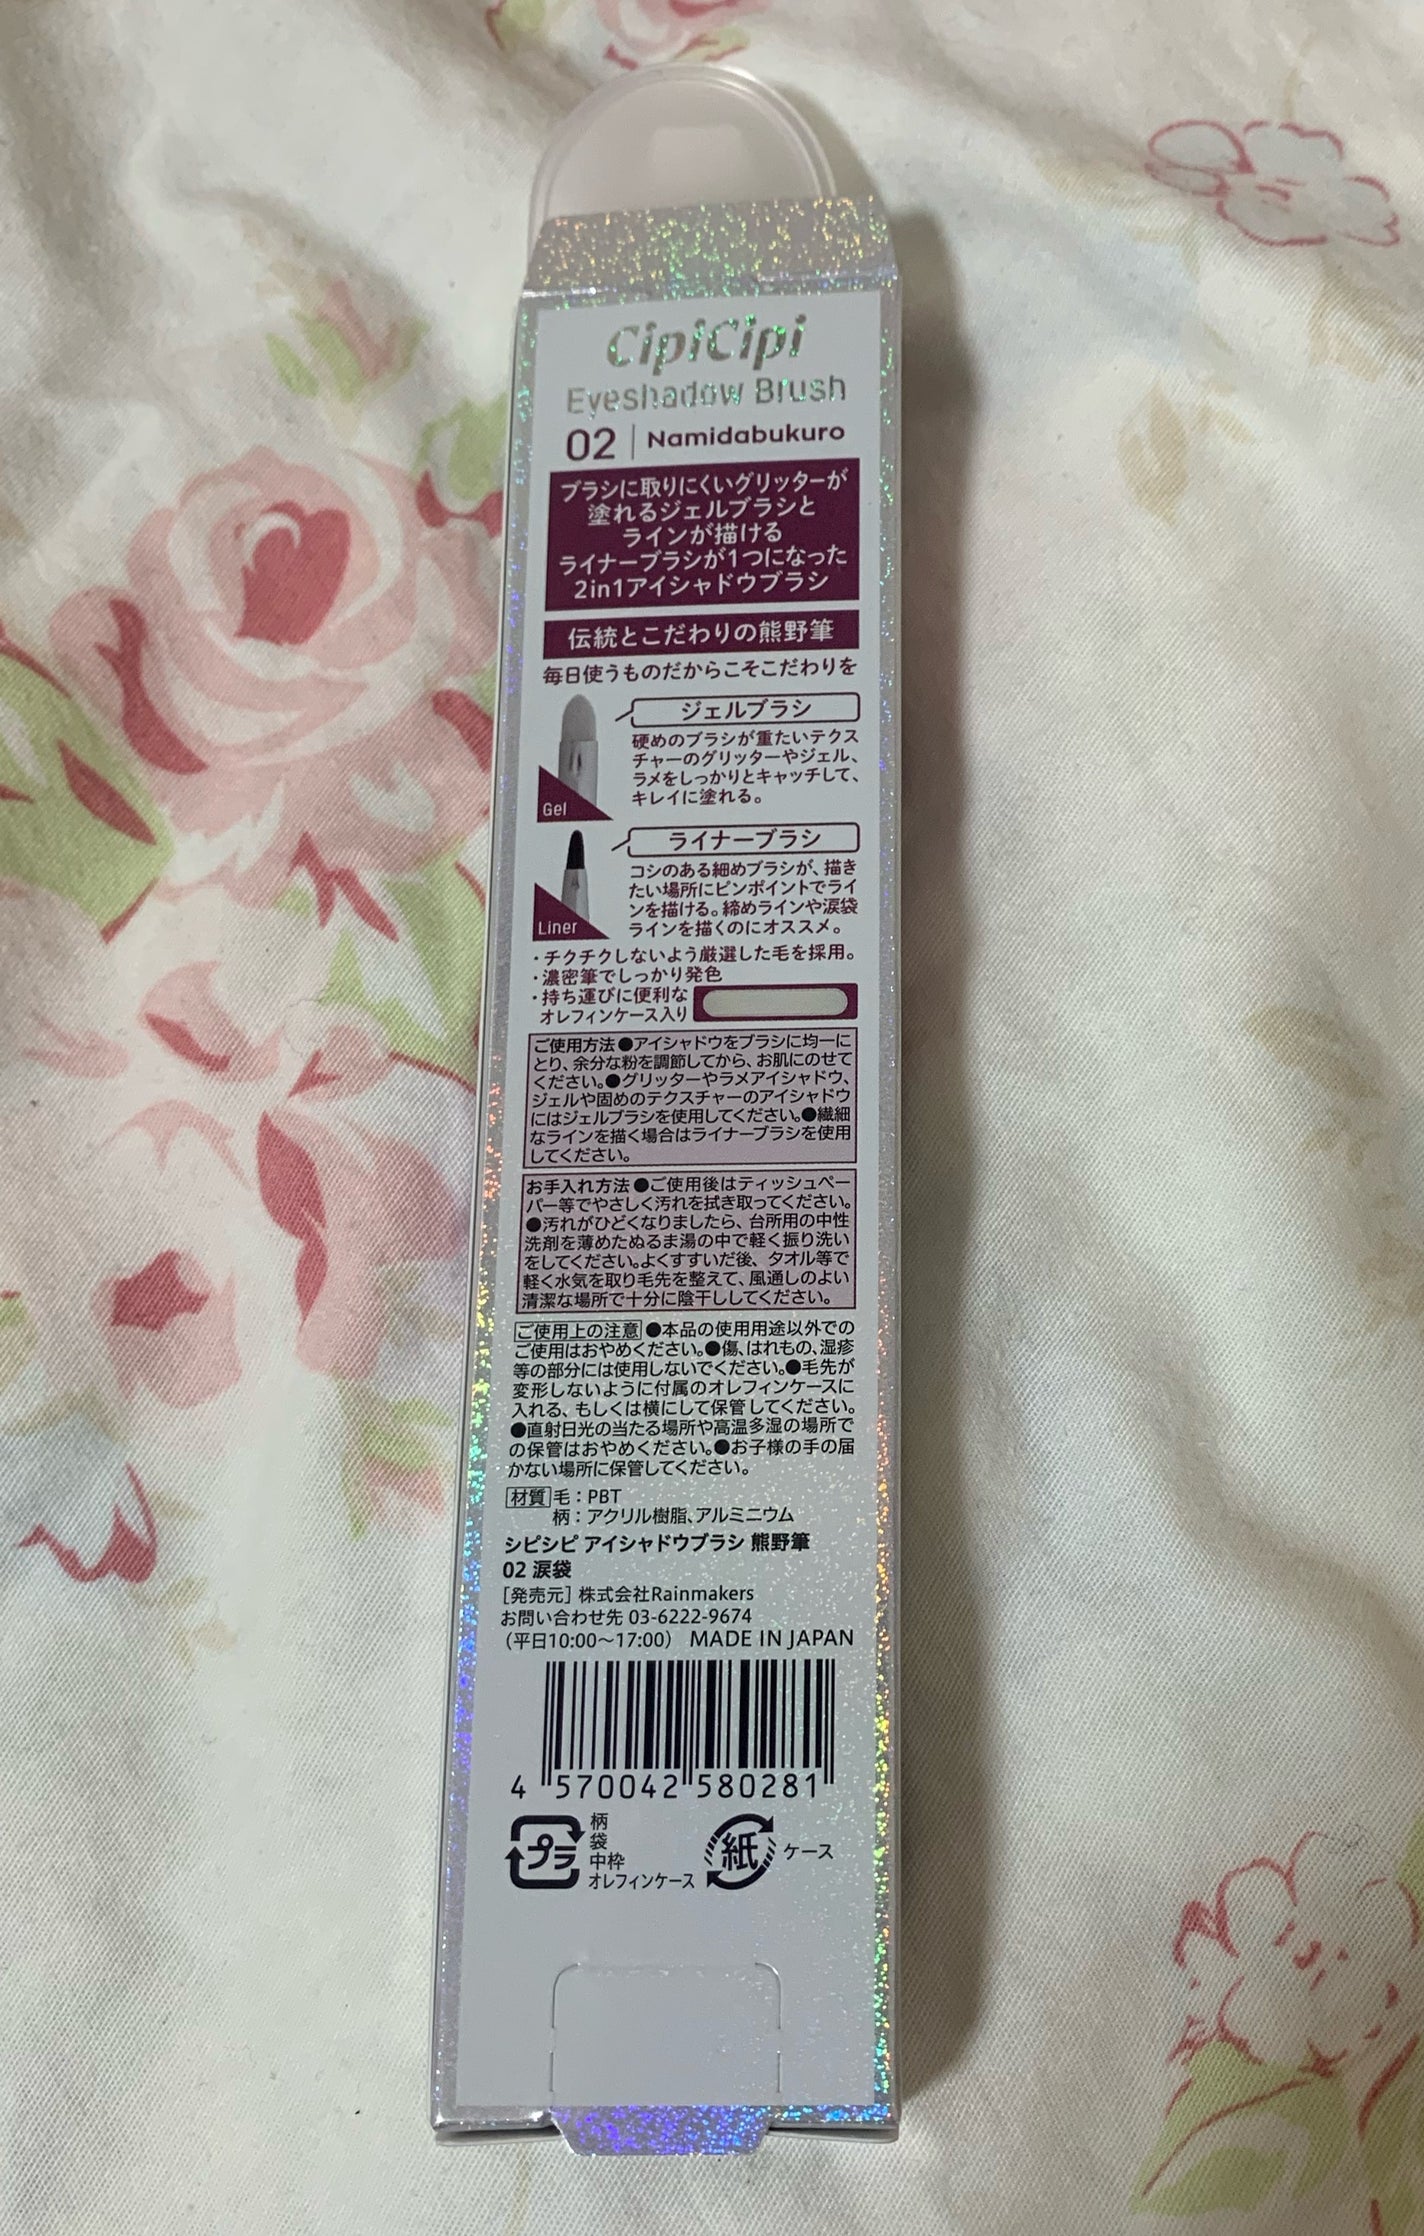 CipiCipi
Eyeshadow Brush
02 | Namidabukuro
ブラシに取りにくいグリッターが
塗れるジェルブラシと
ラインが描ける
ライナーブラシが1つになった
2in1アイシャドウブラシ
伝統とこだわりの熊野筆
毎日使うものだからこそこだわりを
ジェルブラシ
硬めのブラシが重たいテクス
チャーのグリッターやジェル、
ラメをしっかりとキャッチして、
キレイに塗れる。
Gel
ライナーブラシ
コシのある細めブラシが、描き
たい場所にピンポイントでライ
ンを描ける。締めラインや涙袋
ラインを描くのにオススメ。
Liner
・チクチクしないよう厳選した毛を採用。
・濃密筆でしっかり発色
・持ち運びに便利な
オレフィンケース入り
ご使用方法●アイシャドウをブラシに均一に
とり、余分な粉を調節してから、お肌にのせて
ください。●グリッターやラメアイシャドウ、
ジェルや固めのテクスチャーのアイシャドウ
にはジェルブラシを使用してください。●繊細
なラインを描く場合はライナーブラシを使用
してください。
お手入れ方法●ご使用後はティッシュペー
パー等でやさしく汚れを拭き取ってください。
●汚れがひどくなりましたら、台所用の中性
洗剤を薄めたぬるま湯の中で軽く振り洗い
をしてください。よくすすいだ後、タオル等で
軽く水気を取り毛先を整えて、風通しのよい
清潔な場所で十分に陰干ししてください。
ご使用上の注意●本品の使用用途以外での
ご使用はおやめください。●傷、はれもの、湿疹
等の部分には使用しないでください。●毛先が
変形しないように付属のオレフィンケースに
入れる、もしくは横にして保管してください。
●直射日光の当たる場所や高温多湿の場所で
の保管はおやめください。●お子様の手の届
かない場所に保管してください。
材質 毛：PBT
柄：アクリル樹脂、アルミニウム
シピシピ アイシャドウブラシ 熊野筆
02 涙袋
［発売元］株式会社Rainmakers
お問い合わせ先 03-6222-9674
（平日10:00〜17:00） MADE IN JAPAN
4 570042 580281
プラ
柄
袋
中枠
オレフィンケース
紙 ケース